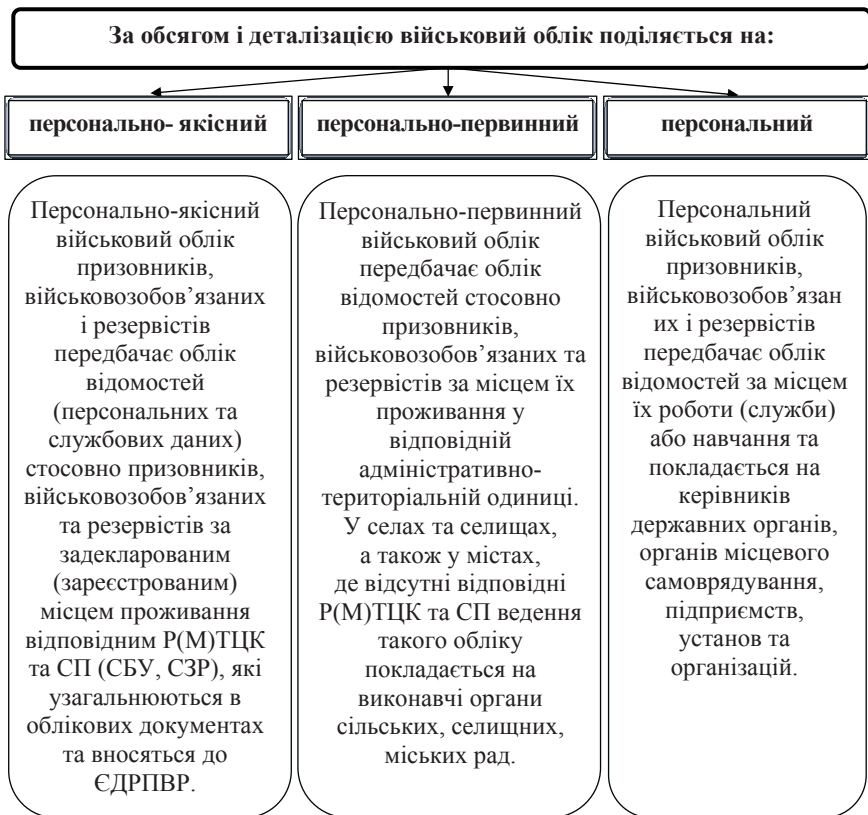 За обсягом і деталізацією військовий облік поділяється на:
персонально- якісний
персонально-первинний
персональний
Персонально-якісний
військовий облік
призовників,
військовозобов’язаних
і резервістів
передбачає облік
відомостей
(персональних та
службових даних)
стосовно призовників,
військовозобов’язаних
та резервістів за
задекларованим
(зареєстрованим)
місцем проживання
відповідним Р(М)ТЦК
та СП (СБУ, СЗР), які
узагальнюються в
облікових документах
та вносяться до
ЄДРПВР.
Персонально-первинний
військовий облік
передбачає облік
відомостей стосовно
призовників,
військовозобов’язаних та
резервістів за місцем їх
проживання у
відповідній
адміністративно-
територіальній одиниці.
У селах та селищах,
а також у містах,
де відсутні відповідні
Р(М)ТЦК та СП ведення
такого обліку
покладається на
виконавчі органи
сільських, селищних,
міських рад.
Персональний
військовий облік
призовників,
військовозобов’язан
их і резервістів
передбачає облік
відомостей за місцем
їх роботи (служби)
або навчання та
покладається на
керівників
державних органів,
органів місцевого
самоврядування,
підприємств,
установ та
організацій.